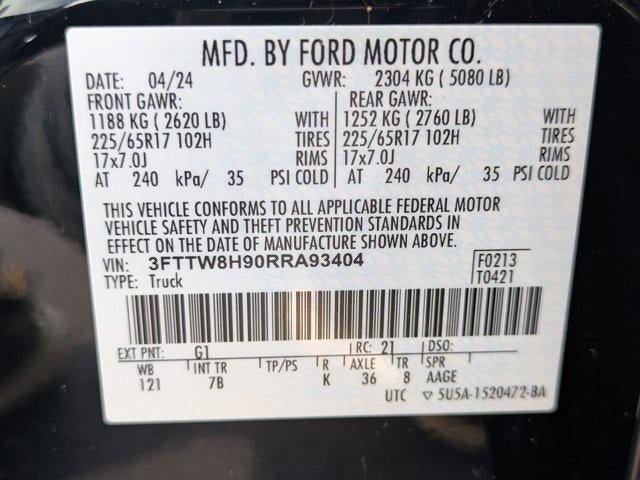 MFD. BY FORD MOTOR CO.
DATE: 04/24 GVWR: 2304 KG ( 5080 LB)
FRONT GAWR: REAR GAWR:
1188 KG ( 2620 LB) WITH 1252 KG ( 2760 LB) WITH
225/65R17 102H TIRES 225/65R17 102H TIRES
17x7.0J RIMS 17x7.0J RIMS
AT 240 kPa/ 35 PSI COLD AT 240 kPa/ 35 PSI COLD
THIS VEHICLE CONFORMS TO ALL APPLICABLE FEDERAL MOTOR
VEHICLE SAFETY AND THEFT PREVENTION STANDARDS IN
EFFECT ON THE DATE OF MANUFACTURE SHOWN ABOVE.
VIN: 3FTTW8H90RRA93404 F0213
TYPE: Truck T0421
EXT PNT: G1 RC: 21 DSO:
WB INT TR TP/PS R AXLE TR SPR
121 7B K 36 8 AAGE
UTC ▽ 5U5A-1520472-BA